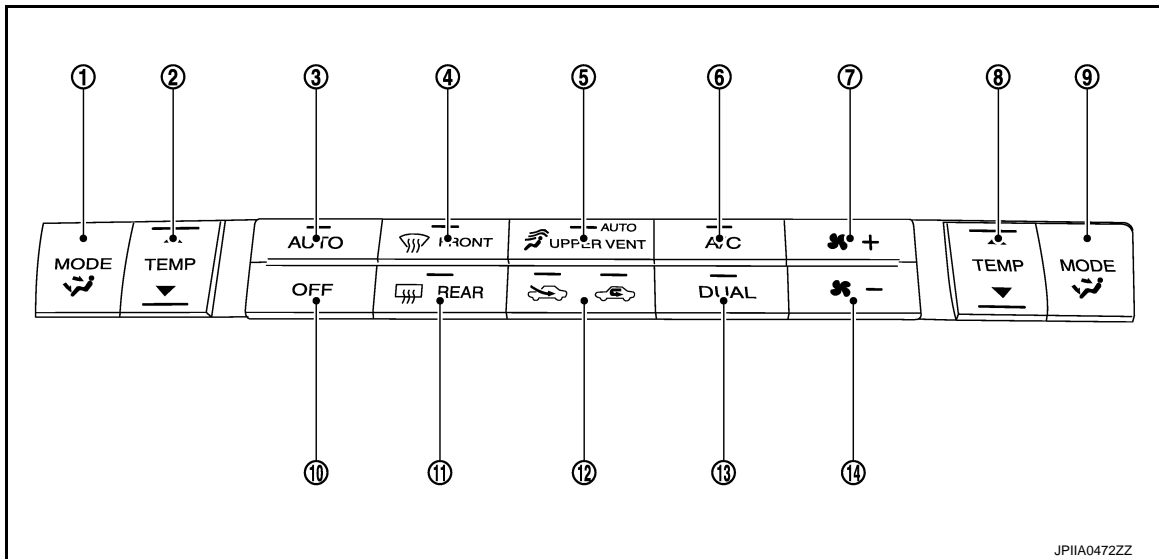 ① ② ③ ④ ⑤ ⑥ ⑦ ⑧ ⑨
AUTO FRONT AUTO
UPPER VENT A/C +
MODE TEMP TEMP MODE
OFF REAR DUAL -
⑩ ⑪ ⑫ ⑬ ⑭
JPIIA0472ZZ